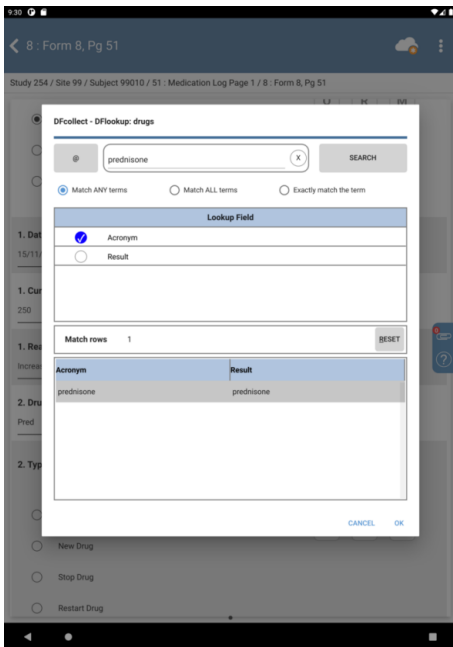 9:30
8 : Form 8, Pg 51
Study 254 / Site 99 / Subject 99010 / 51 : Medication Log Page 1 / 8 : Form 8, Pg 51
DFcollect - DFlookup: drugs
@ prednisone X SEARCH
Match ANY terms Match ALL terms Exactly match the term
Lookup Field
Acronym
Result
1. Dat
15/11/
1. Cur
250
Match rows 1 RESET
1. Rea
Increas
Acronym Result
prednisone prednisone
2. Dru
Pred
2. Typ
CANCEL OK
New Drug
Stop Drug
Restart Drug